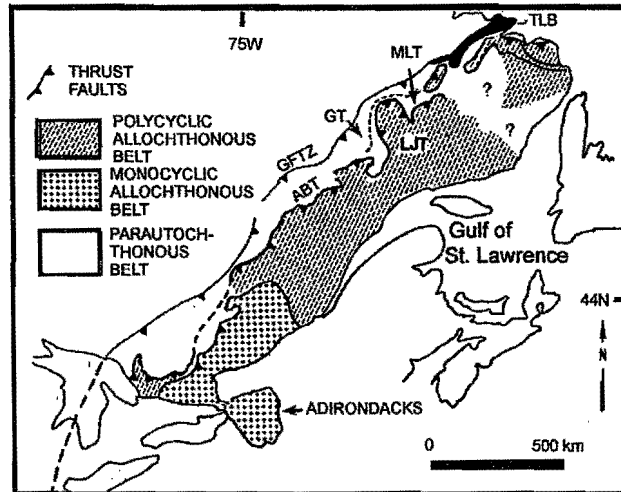 75W
TLB
MLT
THRUST
FAULTS
GT
?
POLYCYCLIC
ALLOCHTHONOUS
BELT
GFTZ
LJT
?
MONOCYCLIC
ALLOCHTHONOUS
BELT
ABT
PARAUTOCH-
THONOUS
BELT
Gulf of
St. Lawrence
44N
N
ADIRONDACKS
0 500 km